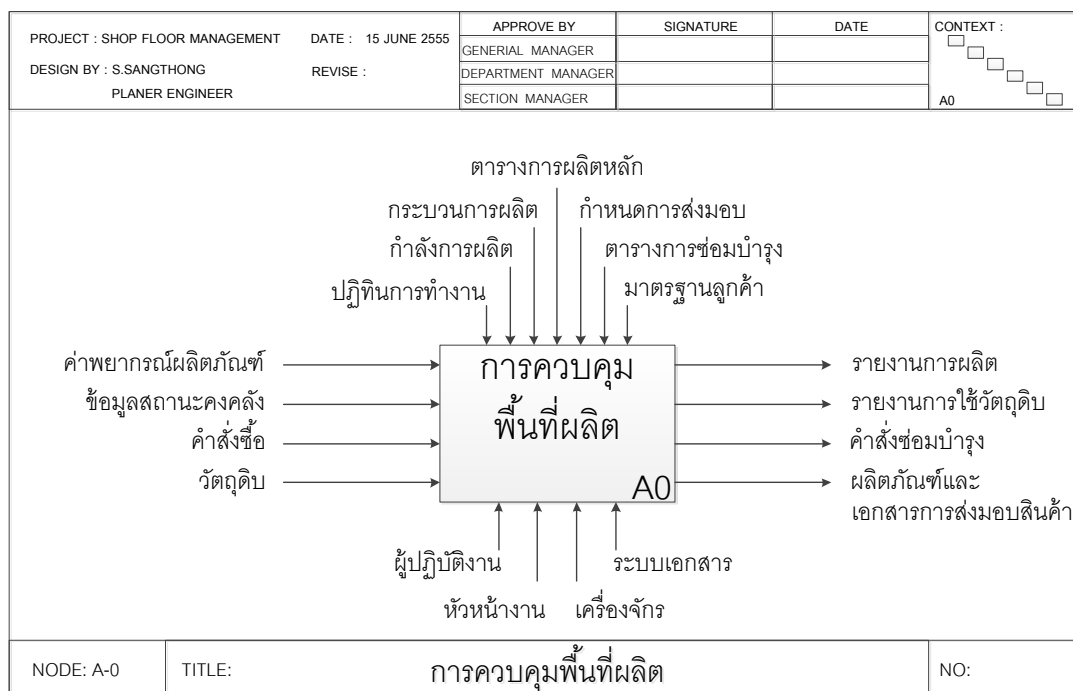 PROJECT : SHOP FLOOR MANAGEMENT DATE : 15 JUNE 2555
DESIGN BY : S.SANGTHONG REVISE :
PLANER ENGINEER
APPROVE BY SIGNATURE DATE
GENERIAL MANAGER
DEPARTMENT MANAGER
SECTION MANAGER
CONTEXT :
A0
ตารางการผลิตหลัก
กระบวนการผลิต กำหนดการส่งมอบ
กำลังการผลิต ตารางการซ่อมบำรุง
ปฏิทินการทำงาน มาตรฐานลูกค้า
ค่าพยากรณ์ผลิตภัณฑ์
ข้อมูลสถานะคงคลัง
คำสั่งซื้อ
วัตถุดิบ
การควบคุม
พื้นที่ผลิต
A0
รายงานการผลิต
รายงานการใช้วัตถุดิบ
คำสั่งซ่อมบำรุง
ผลิตภัณฑ์และ
เอกสารการส่งมอบสินค้า
ผู้ปฏิบัติงาน ระบบเอกสาร
หัวหน้างาน เครื่องจักร
NODE: A-0 TITLE: การควบคุมพื้นที่ผลิต NO: